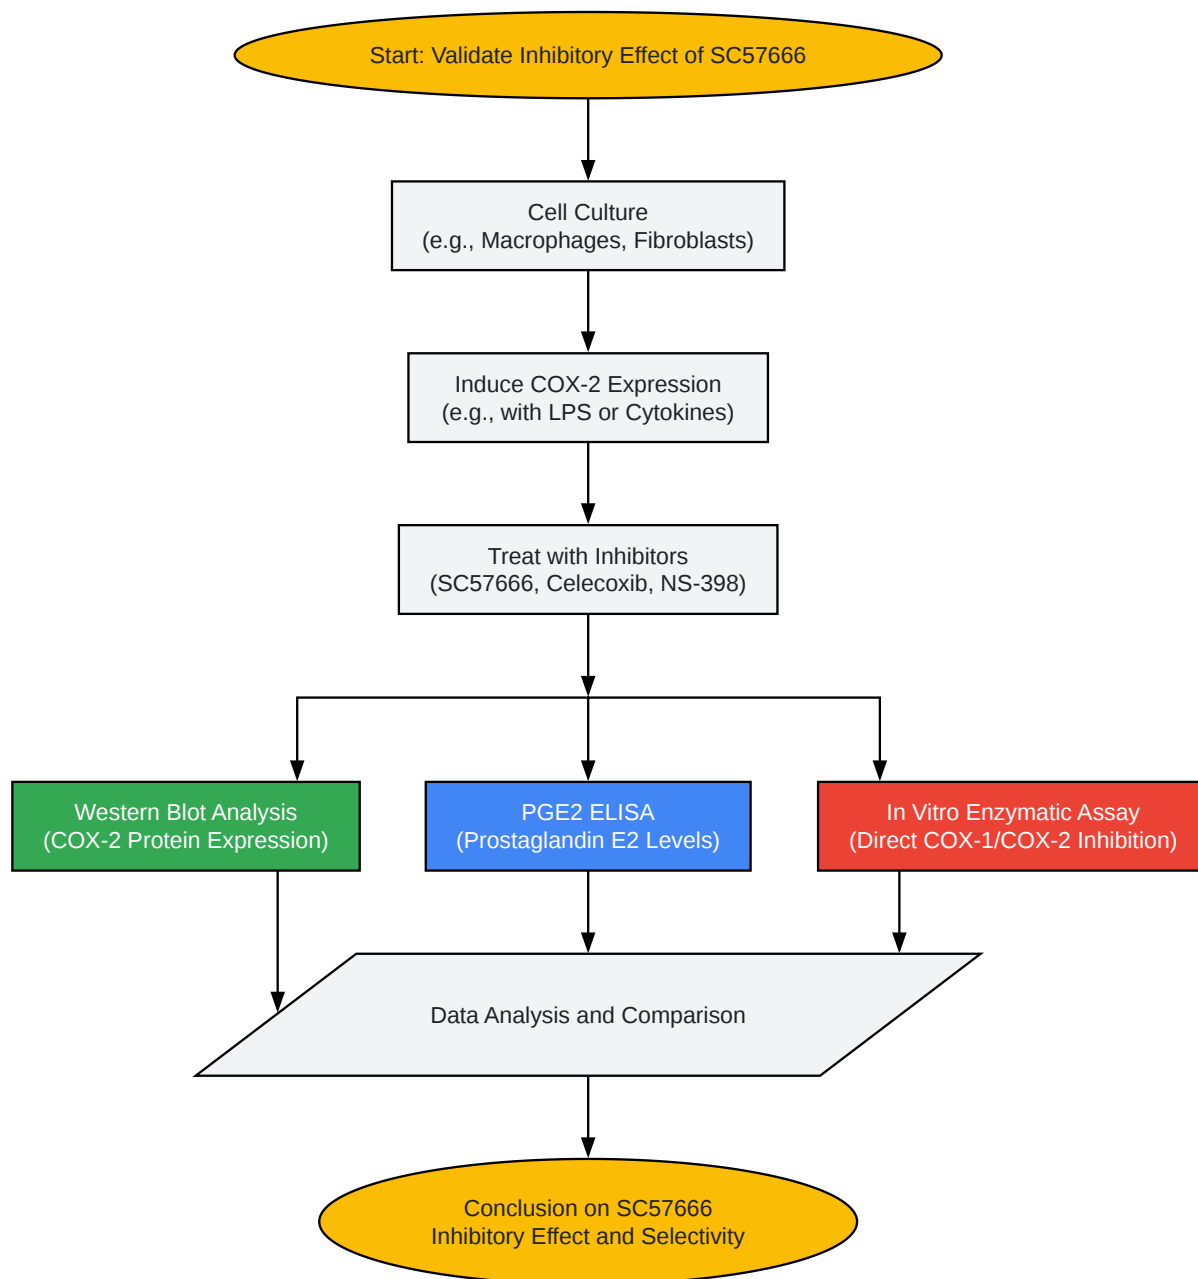 Start: Validate Inhibitory Effect of SC57666
Cell Culture
(e.g., Macrophages, Fibroblasts)
Induce COX-2 Expression
(e.g., with LPS or Cytokines)
Treat with Inhibitors
(SC57666, Celecoxib, NS-398)
Western Blot Analysis
(COX-2 Protein Expression)
PGE2 ELISA
(Prostaglandin E2 Levels)
In Vitro Enzymatic Assay
(Direct COX-1/COX-2 Inhibition)
Data Analysis and Comparison
Conclusion on SC57666
Inhibitory Effect and Selectivity